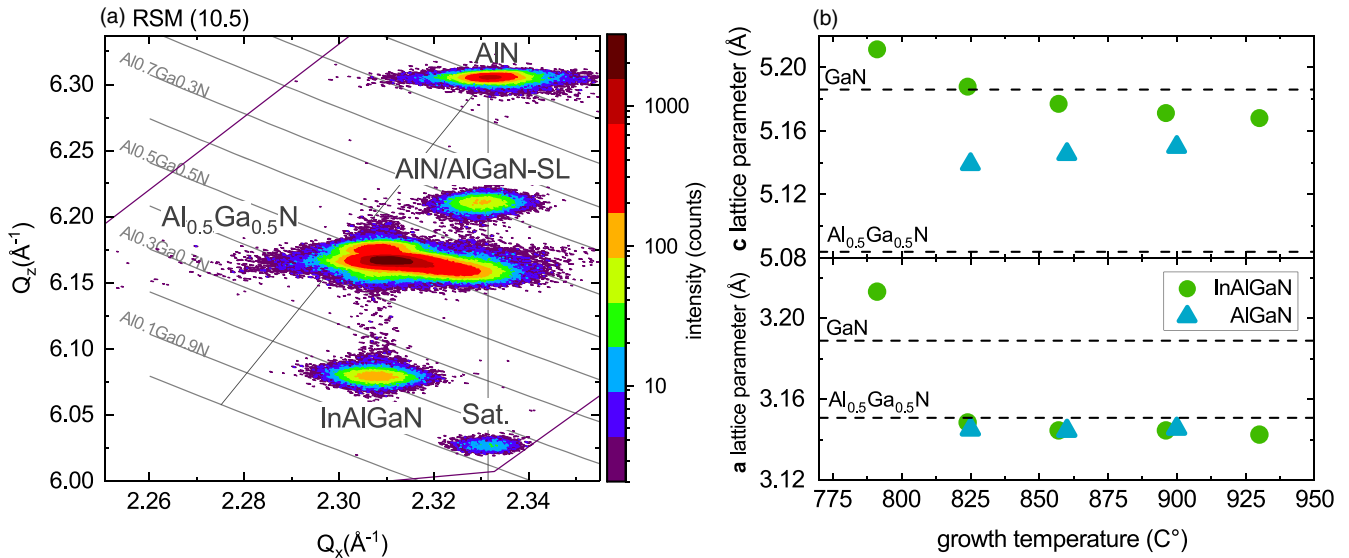 (a) RSM (10.5)
AlN
6.30
Al0.7Ga0.3N
6.25
Al0.5Ga0.5N
AlN/AlGaN-SL
6.20
Al₀.₅Ga₀.₅N
Al0.3Ga0.7N
6.15
6.10
Al0.1Ga0.9N
6.05
InAlGaN
Sat.
6.00
2.26
2.28
2.30
2.32
2.34
Qz(Å⁻¹)
Qx(Å⁻¹)
1000
100
10
intensity (counts)
(b)
5.20
GaN
5.16
5.12
Al₀.₅Ga₀.₅N
5.08
c lattice parameter (Å)
InAlGaN
AlGaN
3.20
GaN
3.16
Al₀.₅Ga₀.₅N
3.12
a lattice parameter (Å)
775 800 825 850 875 900 925 950
growth temperature (C°)